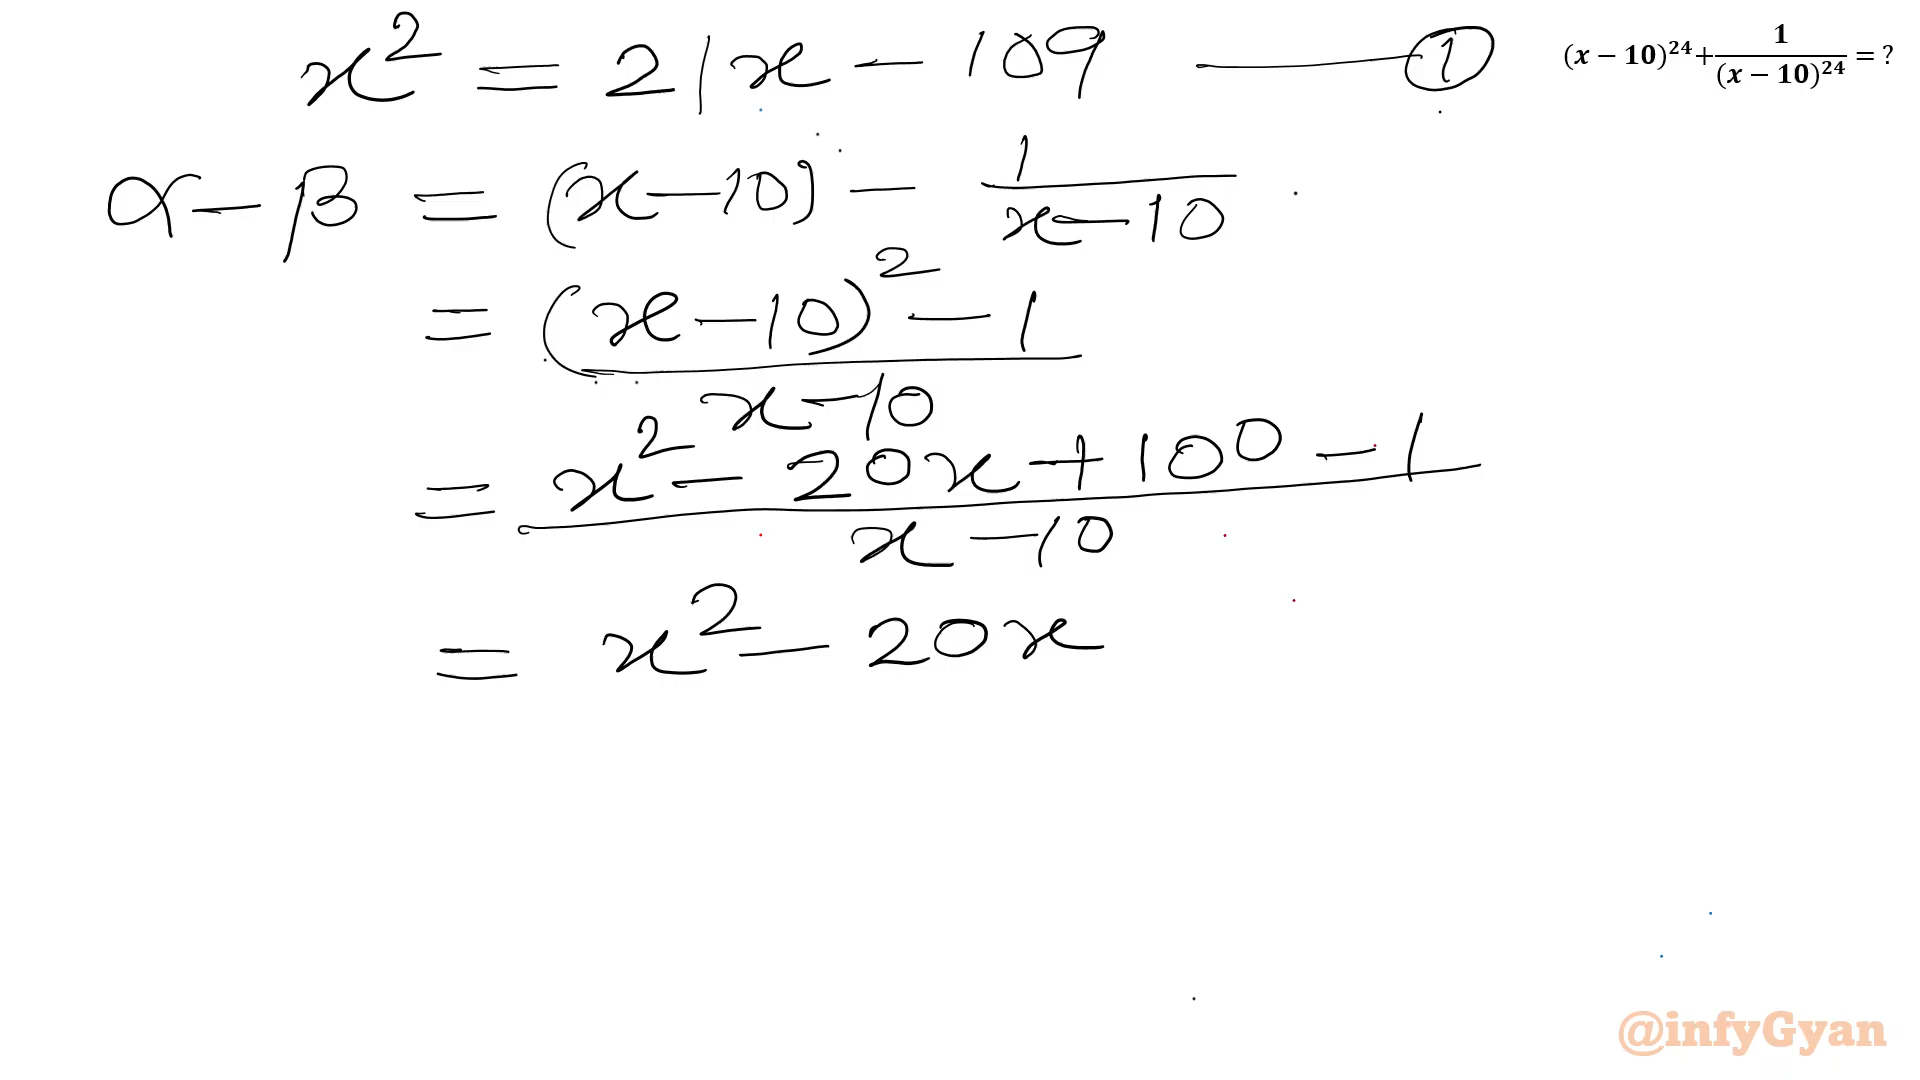 x² = 21x - 109 —— ①
(x - 10)²⁴ + 1/(x - 10)²⁴ = ?
α - β = (x - 10) - 1/(x - 10)
= ((x - 10)² - 1)/(x - 10)
= (x² - 20x + 100 - 1)/(x - 10)
= x² - 20x
@infyGyan